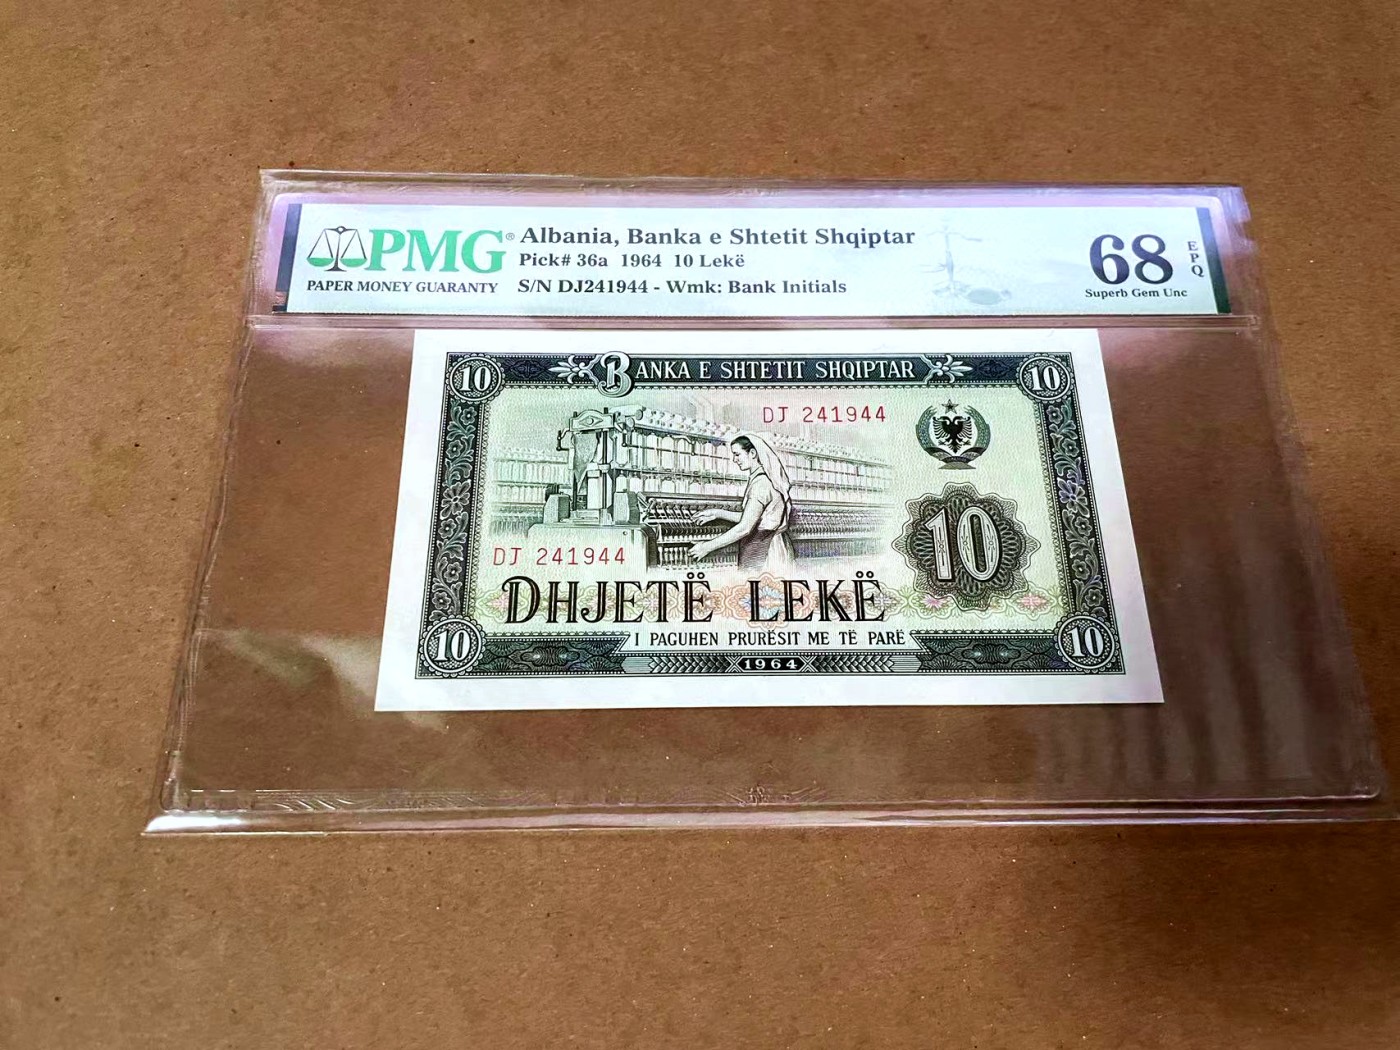 PMG®
PAPER MONEY GUARANTY
Albania, Banka e Shtetit Shqiptar
Pick# 36a 1964 10 Lekë
S/N DJ241944 - Wmk: Bank Initials
68
EPQ
Superb Gem Unc
10
BANKA E SHTETIT SHQIPTAR
10
DJ 241944
10
DJ 241944
DHJETË LEKË
I PAGUHEN PRURËSIT ME TË PARË
10
1964
10